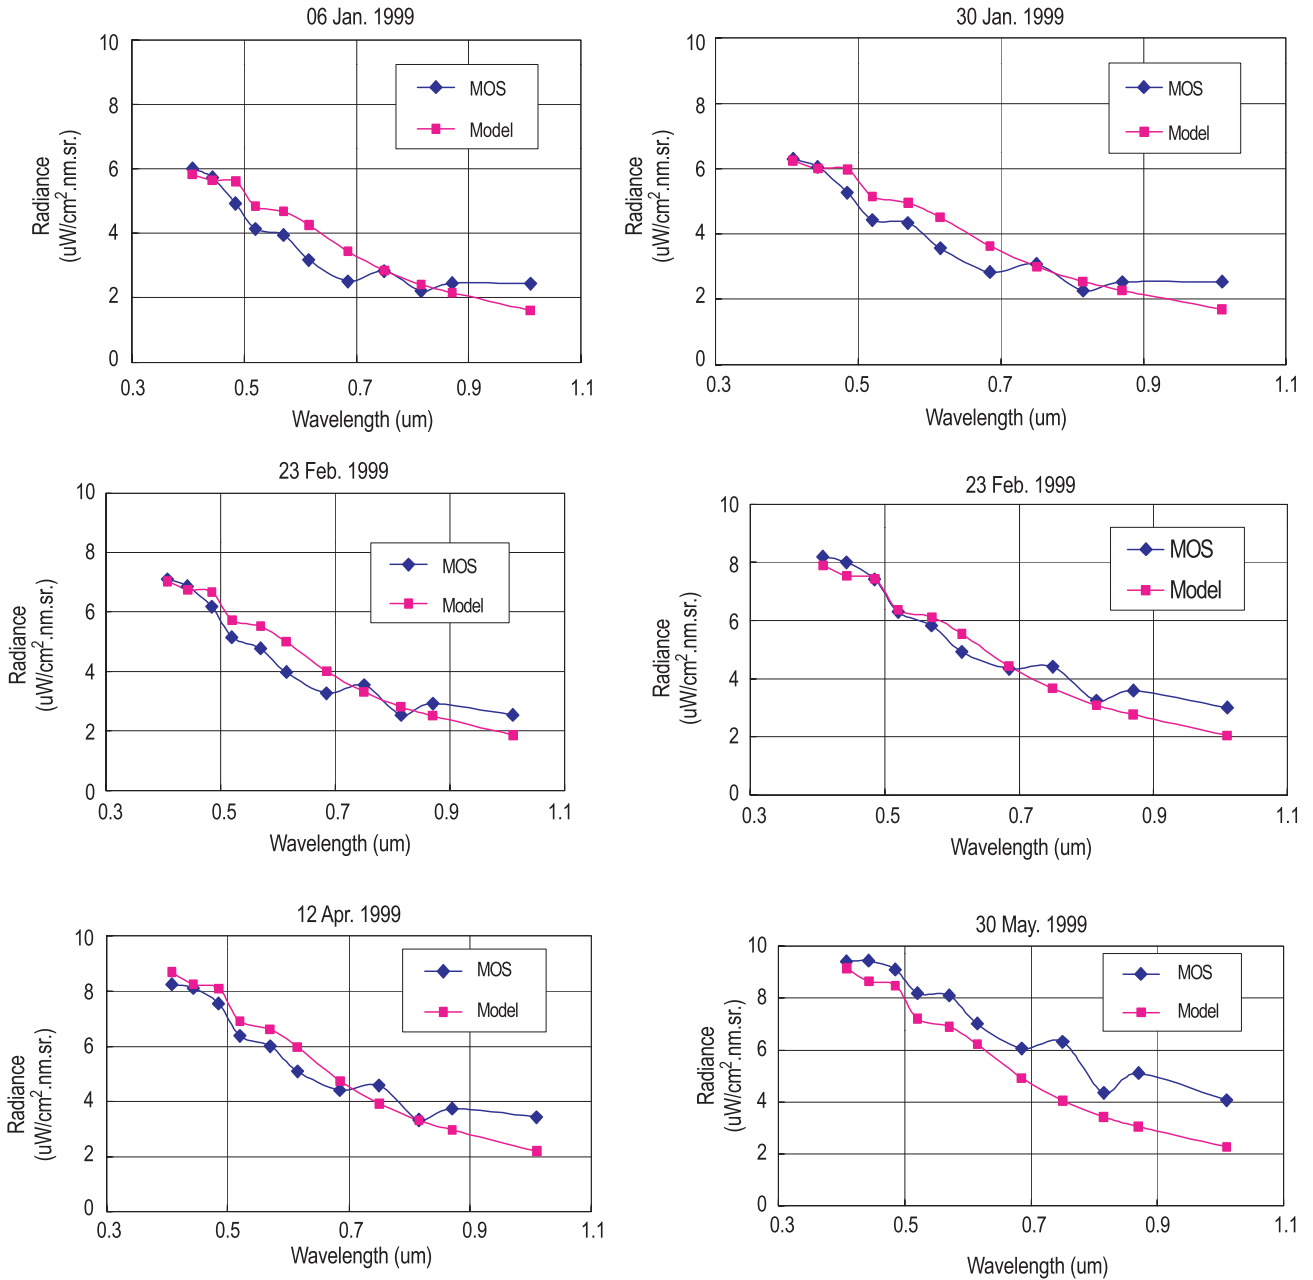 06 Jan. 1999
10
8
6
4
2
0
Radiance
(uW/cm².nm.sr.)
MOS
Model
0.3 0.5 0.7 0.9 1.1
Wavelength (um)
30 Jan. 1999
10
8
6
4
2
0
Radiance
(uW/cm².nm.sr.)
MOS
Model
0.3 0.5 0.7 0.9 1.1
Wavelength (um)
23 Feb. 1999
10
8
6
4
2
0
Radiance
(uW/cm².nm.sr.)
MOS
Model
0.3 0.5 0.7 0.9 1.1
Wavelength (um)
23 Feb. 1999
10
8
6
4
2
0
Radiance
(uW/cm².nm.sr.)
MOS
Model
0.3 0.5 0.7 0.9 1.1
Wavelength (um)
12 Apr. 1999
10
8
6
4
2
0
Radiance
(uW/cm².nm.sr.)
MOS
Model
0.3 0.5 0.7 0.9 1.1
Wavelength (um)
30 May. 1999
10
8
6
4
2
0
Radiance
(uW/cm².nm.sr.)
MOS
Model
0.3 0.5 0.7 0.9 1.1
Wavelength (um)